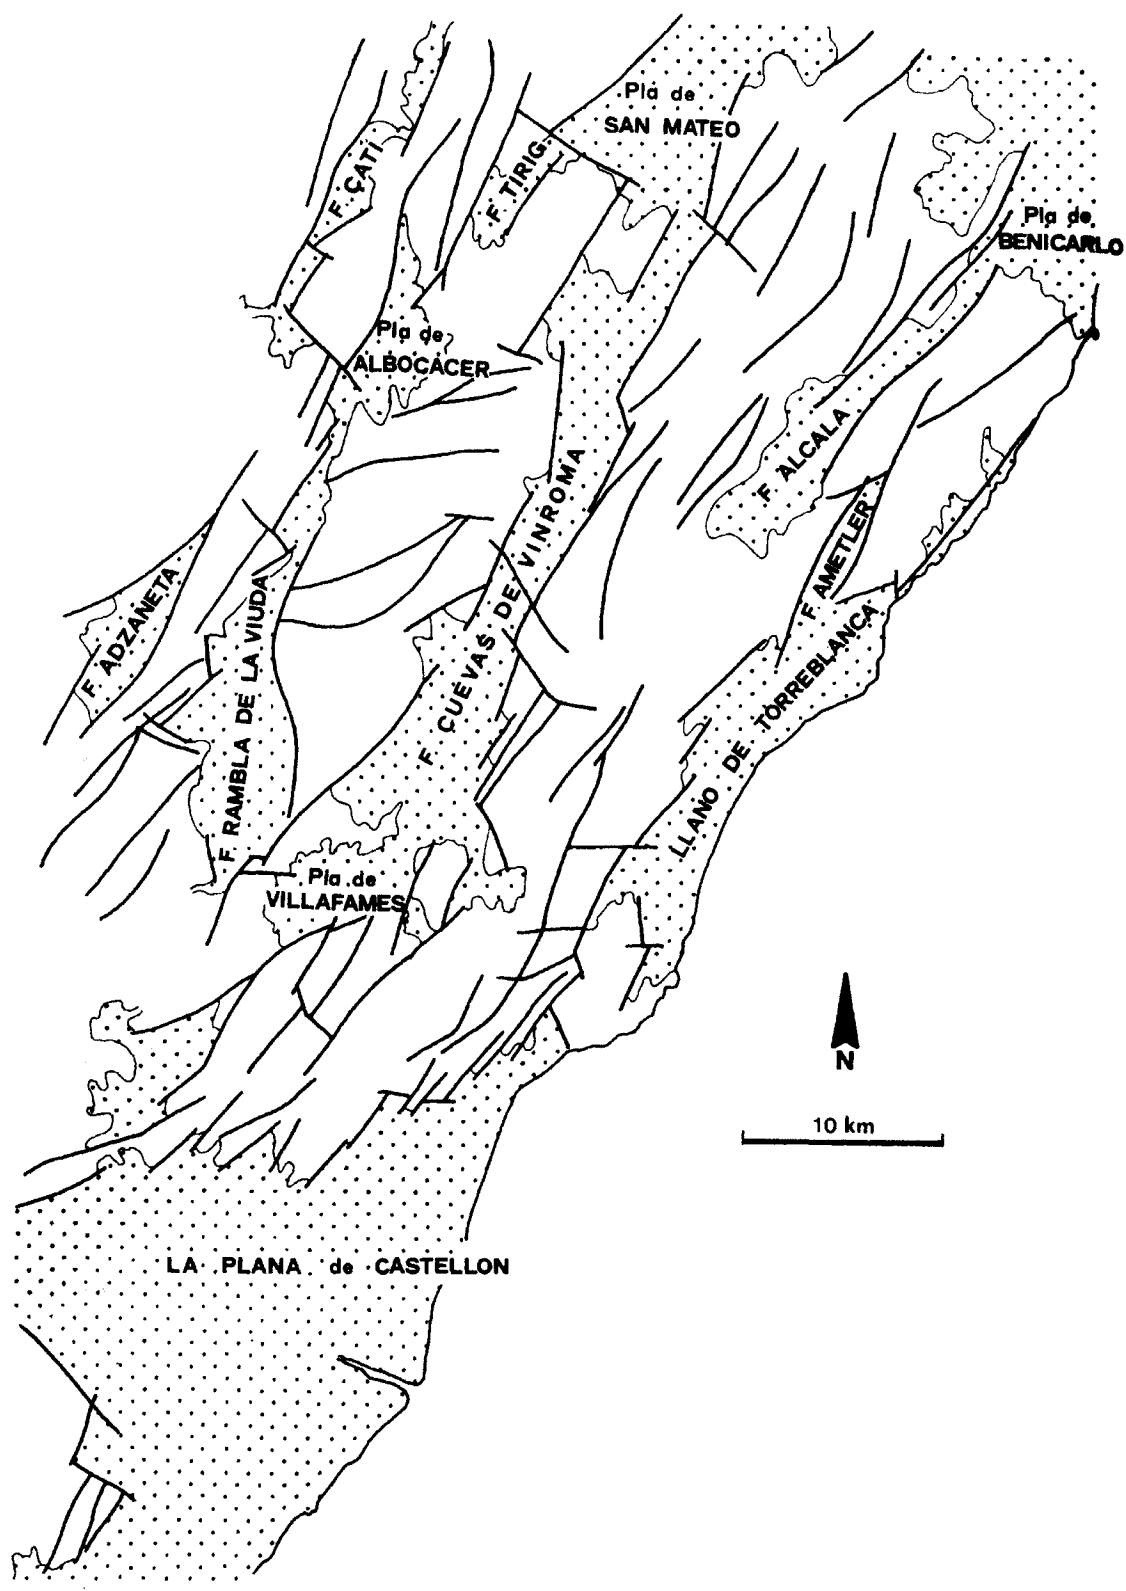 Pla de
SAN MATEO
F. CATI
F. TIRIG
Pla de
BENICARLO
Pla de
ALBOCACER
F. ALCALA
F. CUEVAS DE VINROMA
F. AMETLER
F. ADZANETA
F. RAMBLA DE LA VIUDA
LLANO DE TORREBLANCA
Pla de
VILLAFAMES
N
10 km
LA PLANA de CASTELLON